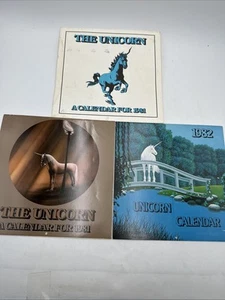 THE UNICORN
A CALENDAR FOR 1981
THE UNICORN
A CALENDAR FOR 1981
1982
UNICORN
CALENDAR